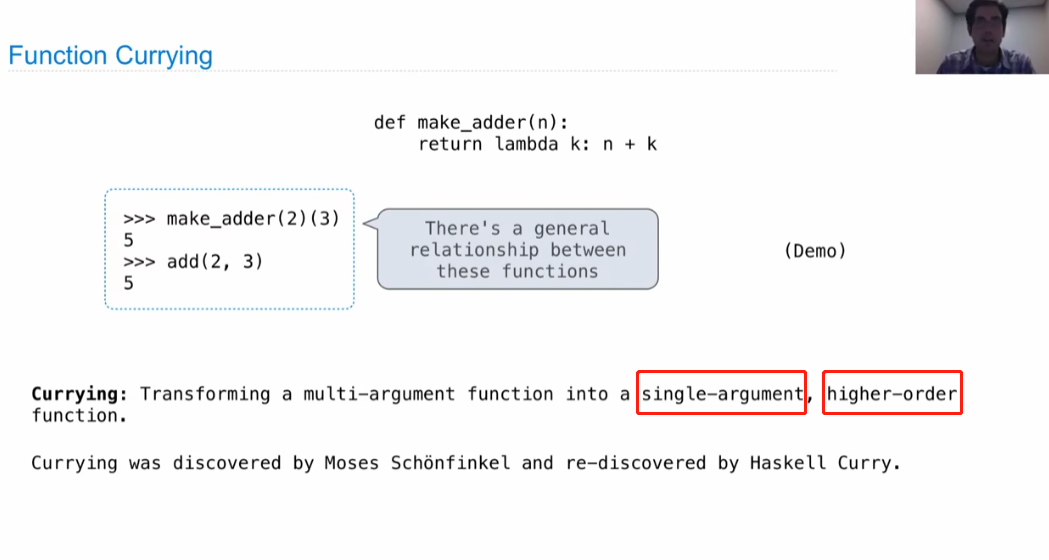 Function Currying
def make_adder(n):
    return lambda k: n + k
>>> make_adder(2)(3)
5
>>> add(2, 3)
5
There's a general
relationship between
these functions
(Demo)
Currying: Transforming a multi-argument function into a single-argument, higher-order
function.
Currying was discovered by Moses Schönfinkel and re-discovered by Haskell Curry.